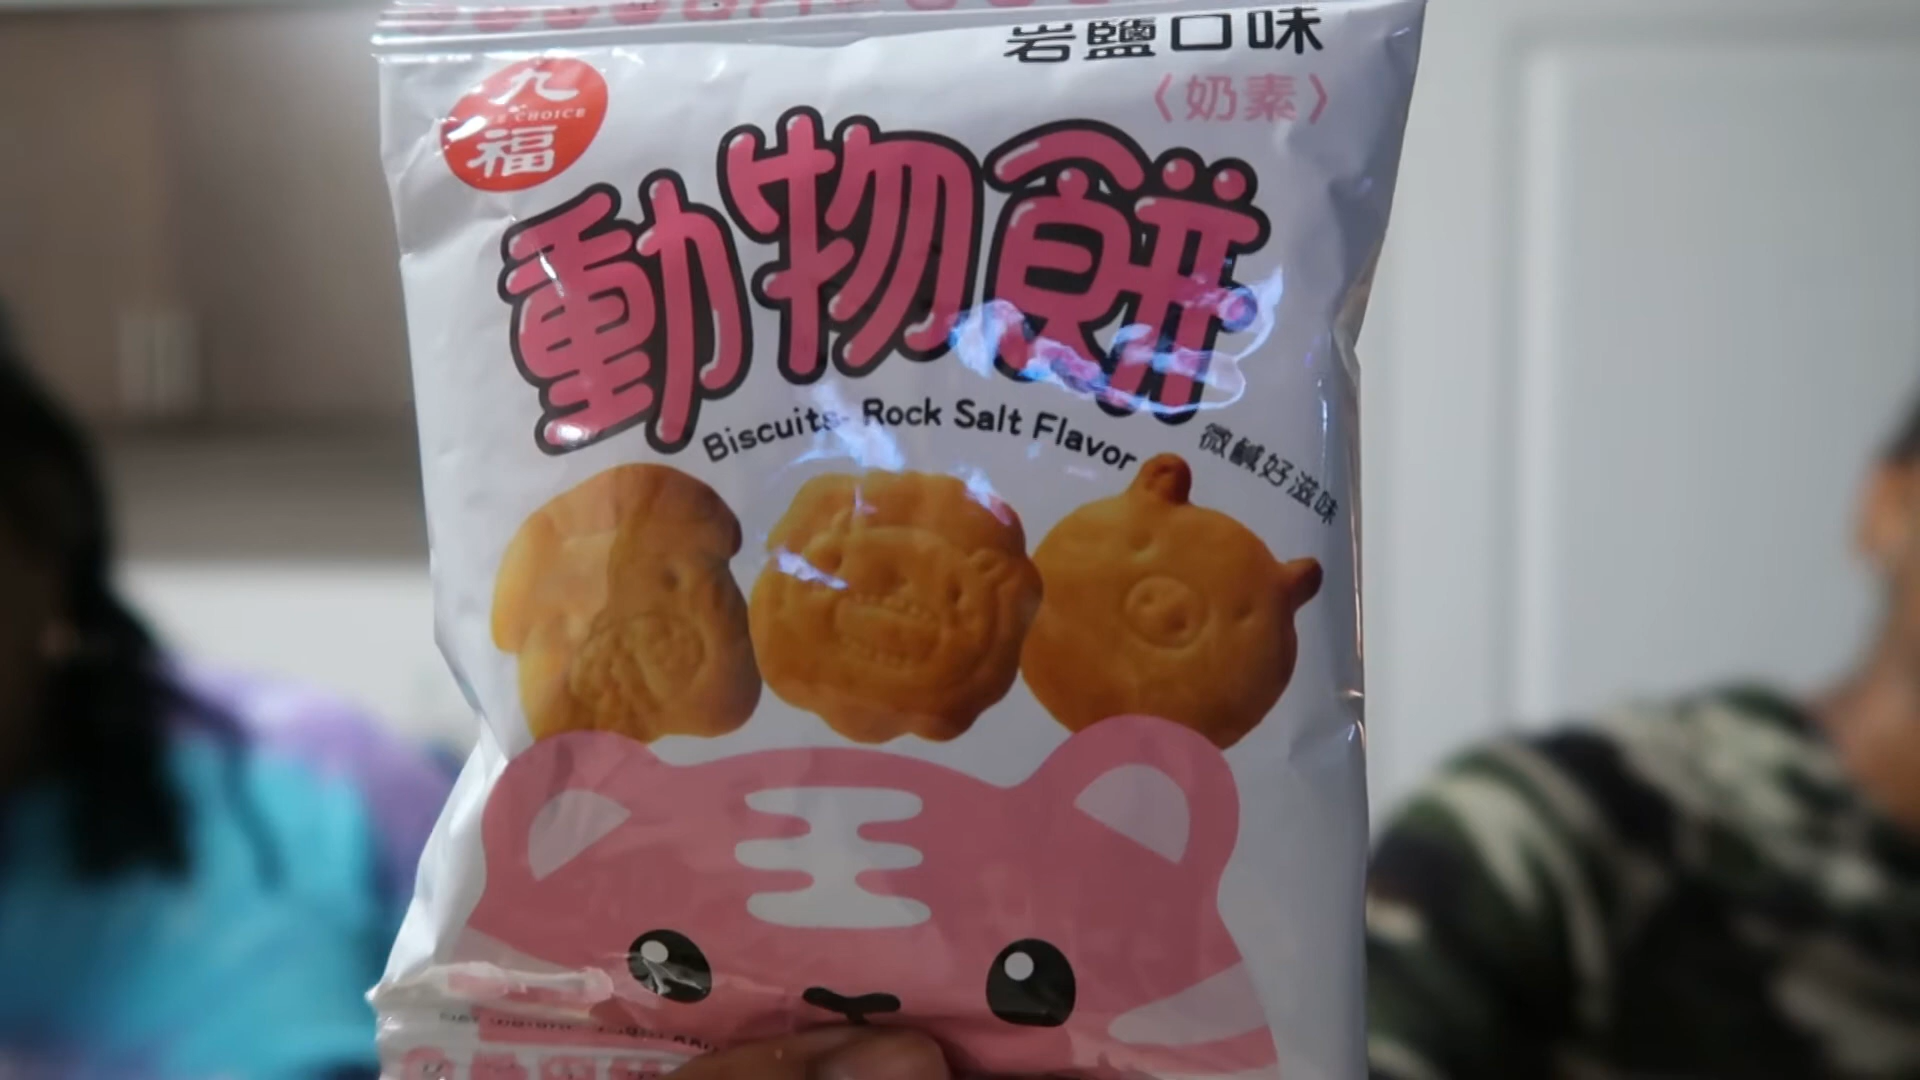 岩鹽口味
〈奶素〉
九
CHOICE
福
動物餅
Biscuits- Rock Salt Flavor
微鹹好滋味